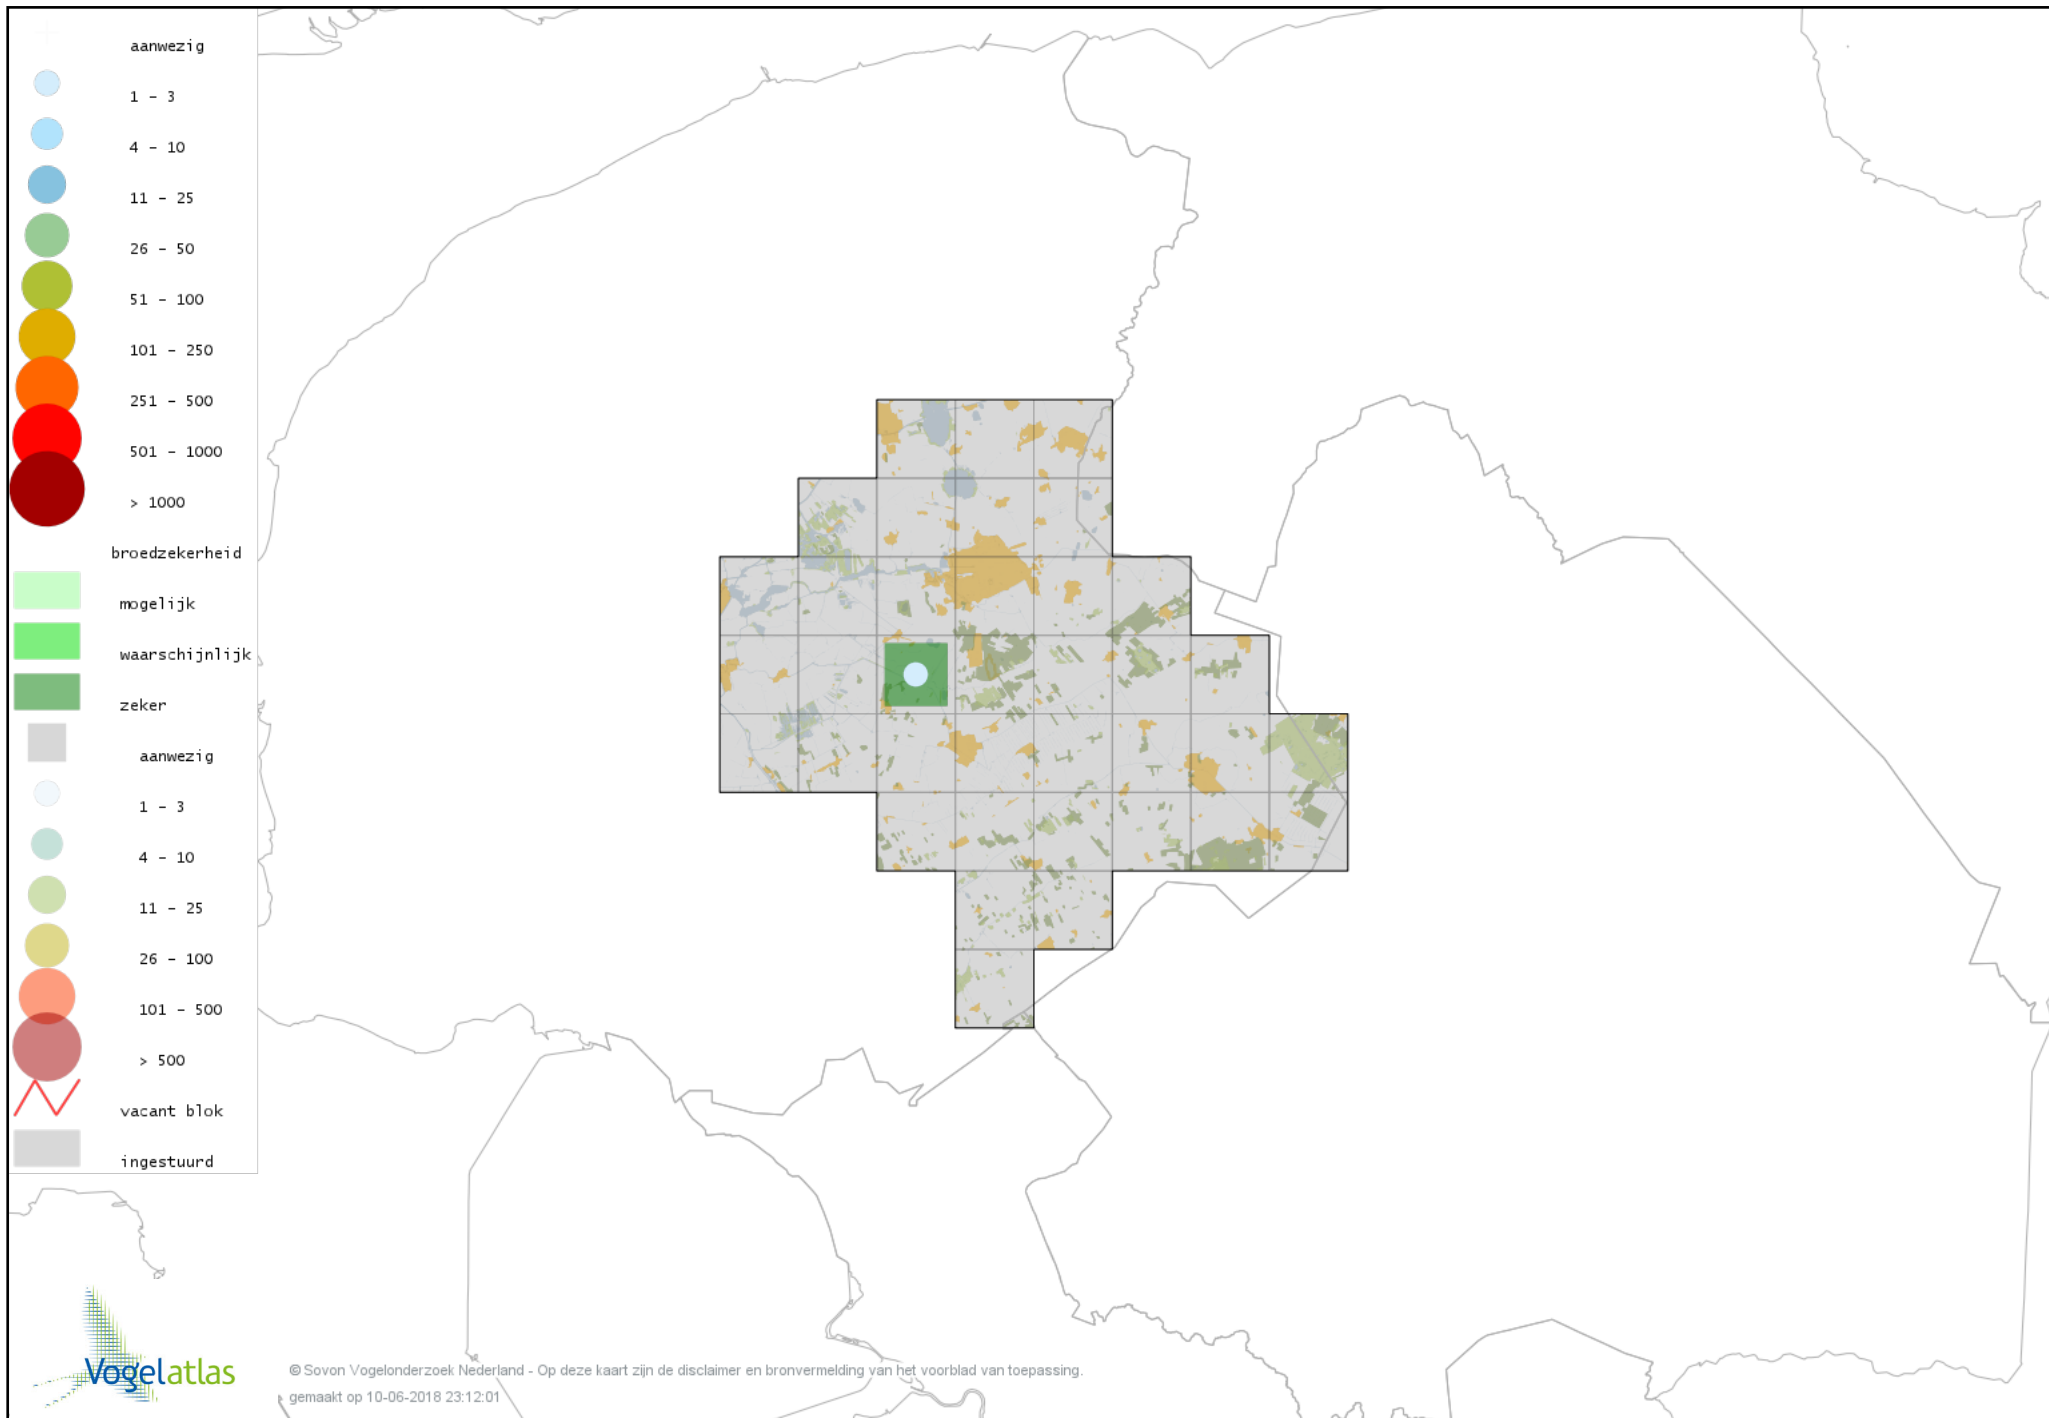 aanwezig
1 - 3
4 - 10
11 - 25
26 - 50
51 - 100
101 - 250
251 - 500
501 - 1000
> 1000
broedzekerheid
mogelijk
waarschijnlijk
zeker
aanwezig
1 - 3
4 - 10
11 - 25
26 - 100
101 - 500
> 500
vacant blok
ingestuurd
Vogelatlas
© Sovon Vogelonderzoek Nederland - Op deze kaart zijn de disclaimer en bronvermelding van het voorblad van toepassing.
gemaakt op 10-06-2018 23:12:01